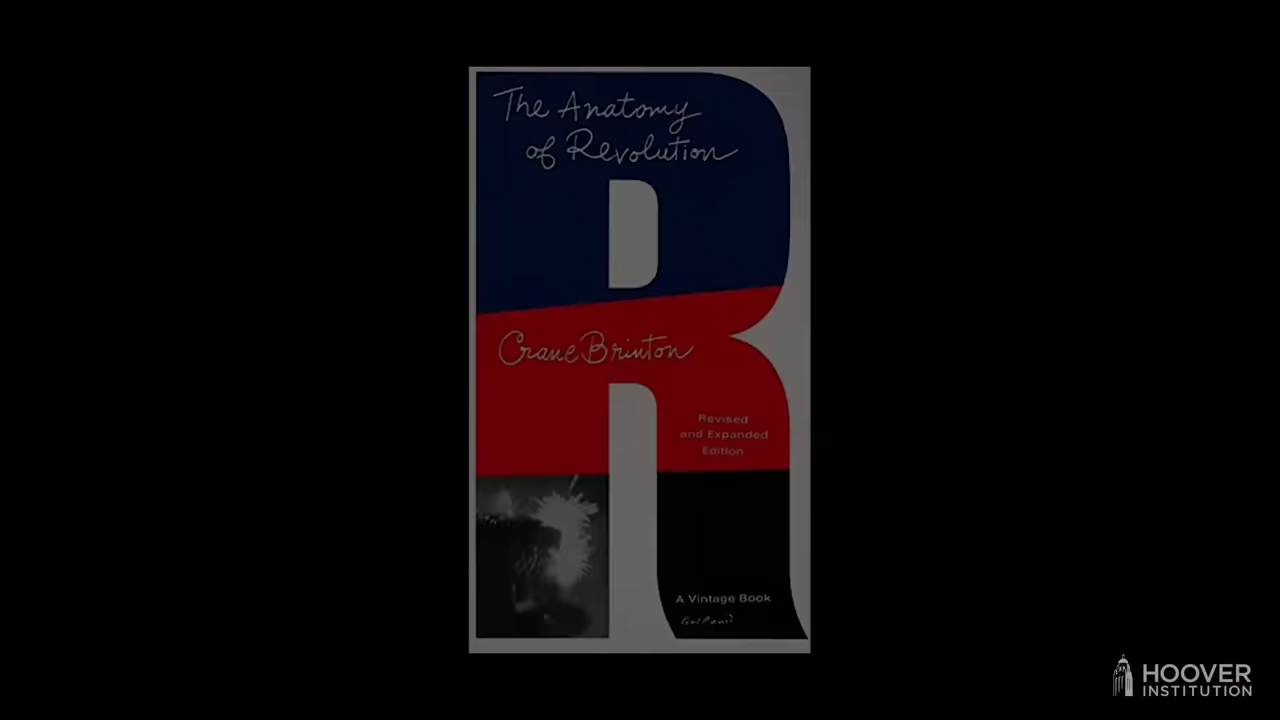 The Anatomy
of Revolution
Crane Brinton
Revised
and Expanded
Edition
A Vintage Book
HOOVER
INSTITUTION